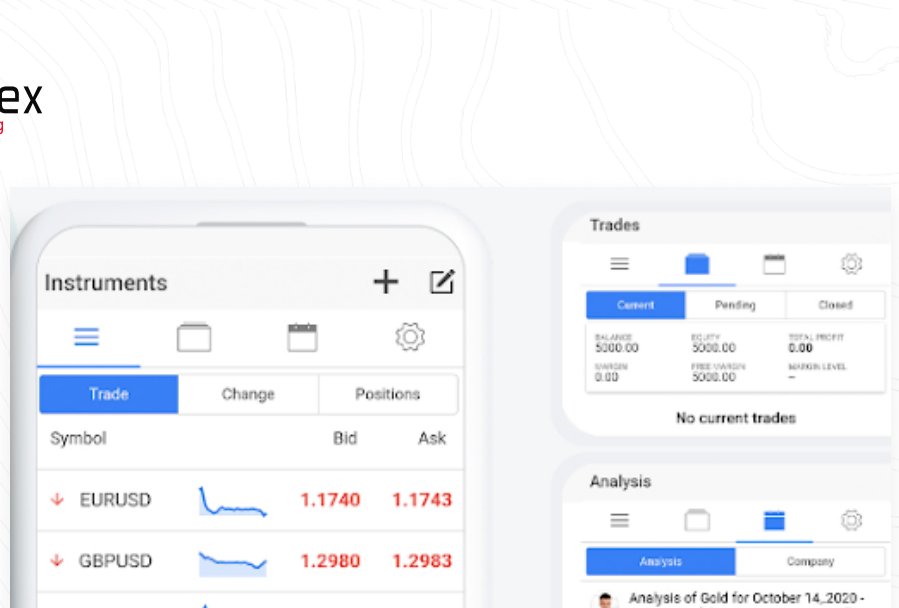 ex
g
Instruments
Trade Change Positions
Symbol Bid Ask
EURUSD 1.1740 1.1743
GBPUSD 1.2980 1.2983
Trades
Current Pending Closed
BALANCE EQUITY TOTAL PROFIT
5000.00 5000.00 0.00
MARGIN FREE MARGIN MARGIN LEVEL
0.00 5000.00 –
No current trades
Analysis
Analysis Company
Analysis of Gold for October 14,.2020 -